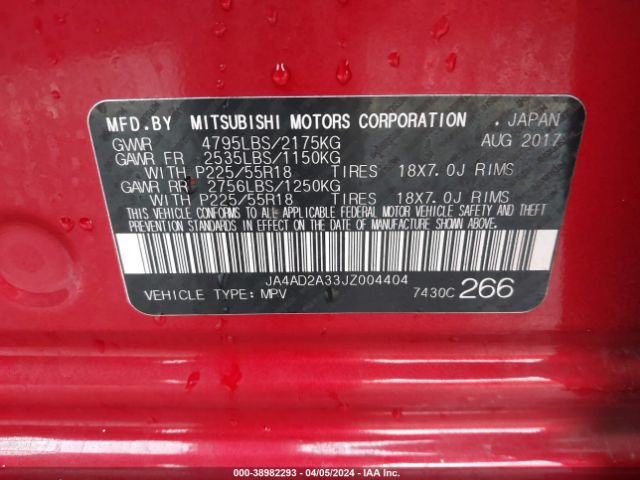 MFD.BY MITSUBISHI MOTORS CORPORATION . JAPAN
GVWR 4795LBS/2175KG AUG 2017
GAWR FR 2535LBS/1150KG
WITH P225/55R18 TIRES 18X7.0J RIMS
GAWR RR 2756LBS/1250KG
WITH P225/55R18 TIRES 18X7.0J RIMS
THIS VEHICLE CONFORMS TO ALL APPLICABLE FEDERAL MOTOR VEHICLE SAFETY AND THEFT
PREVENTION STANDARDS IN EFFECT ON THE DATE OF MANUFACTURE SHOWN ABOVE.
JA4AD2A33JZ004404
VEHICLE TYPE: MPV 7430C 266
000-38982293 - 04/05/2024 - IAA Inc.